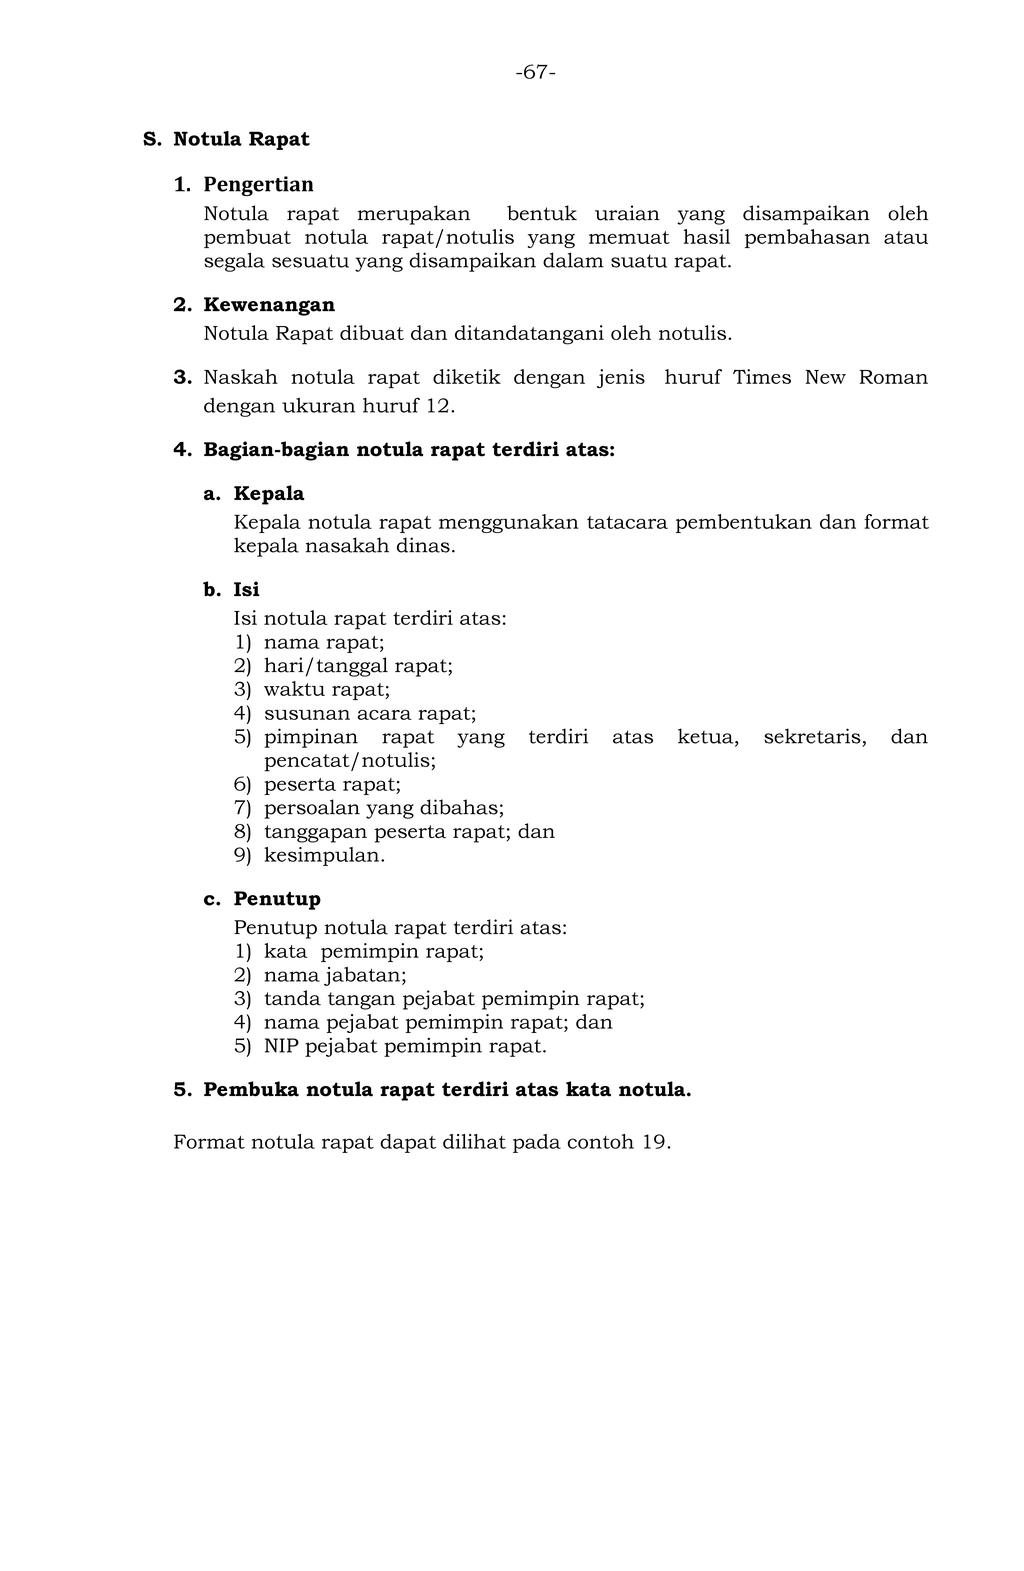 -67-
S. Notula Rapat
1. Pengertian
Notula rapat merupakan bentuk uraian yang disampaikan oleh
pembuat notula rapat/notulis yang memuat hasil pembahasan atau
segala sesuatu yang disampaikan dalam suatu rapat.
2. Kewenangan
Notula Rapat dibuat dan ditandatangani oleh notulis.
3. Naskah notula rapat diketik dengan jenis huruf Times New Roman
dengan ukuran huruf 12.
4. Bagian-bagian notula rapat terdiri atas:
a. Kepala
Kepala notula rapat menggunakan tatacara pembentukan dan format
kepala nasakah dinas.
b. Isi
Isi notula rapat terdiri atas:
1) nama rapat;
2) hari/tanggal rapat;
3) waktu rapat;
4) susunan acara rapat;
5) pimpinan rapat yang terdiri atas ketua, sekretaris, dan
pencatat/notulis;
6) peserta rapat;
7) persoalan yang dibahas;
8) tanggapan peserta rapat; dan
9) kesimpulan.
c. Penutup
Penutup notula rapat terdiri atas:
1) kata pemimpin rapat;
2) nama jabatan;
3) tanda tangan pejabat pemimpin rapat;
4) nama pejabat pemimpin rapat; dan
5) NIP pejabat pemimpin rapat.
5. Pembuka notula rapat terdiri atas kata notula.
Format notula rapat dapat dilihat pada contoh 19.